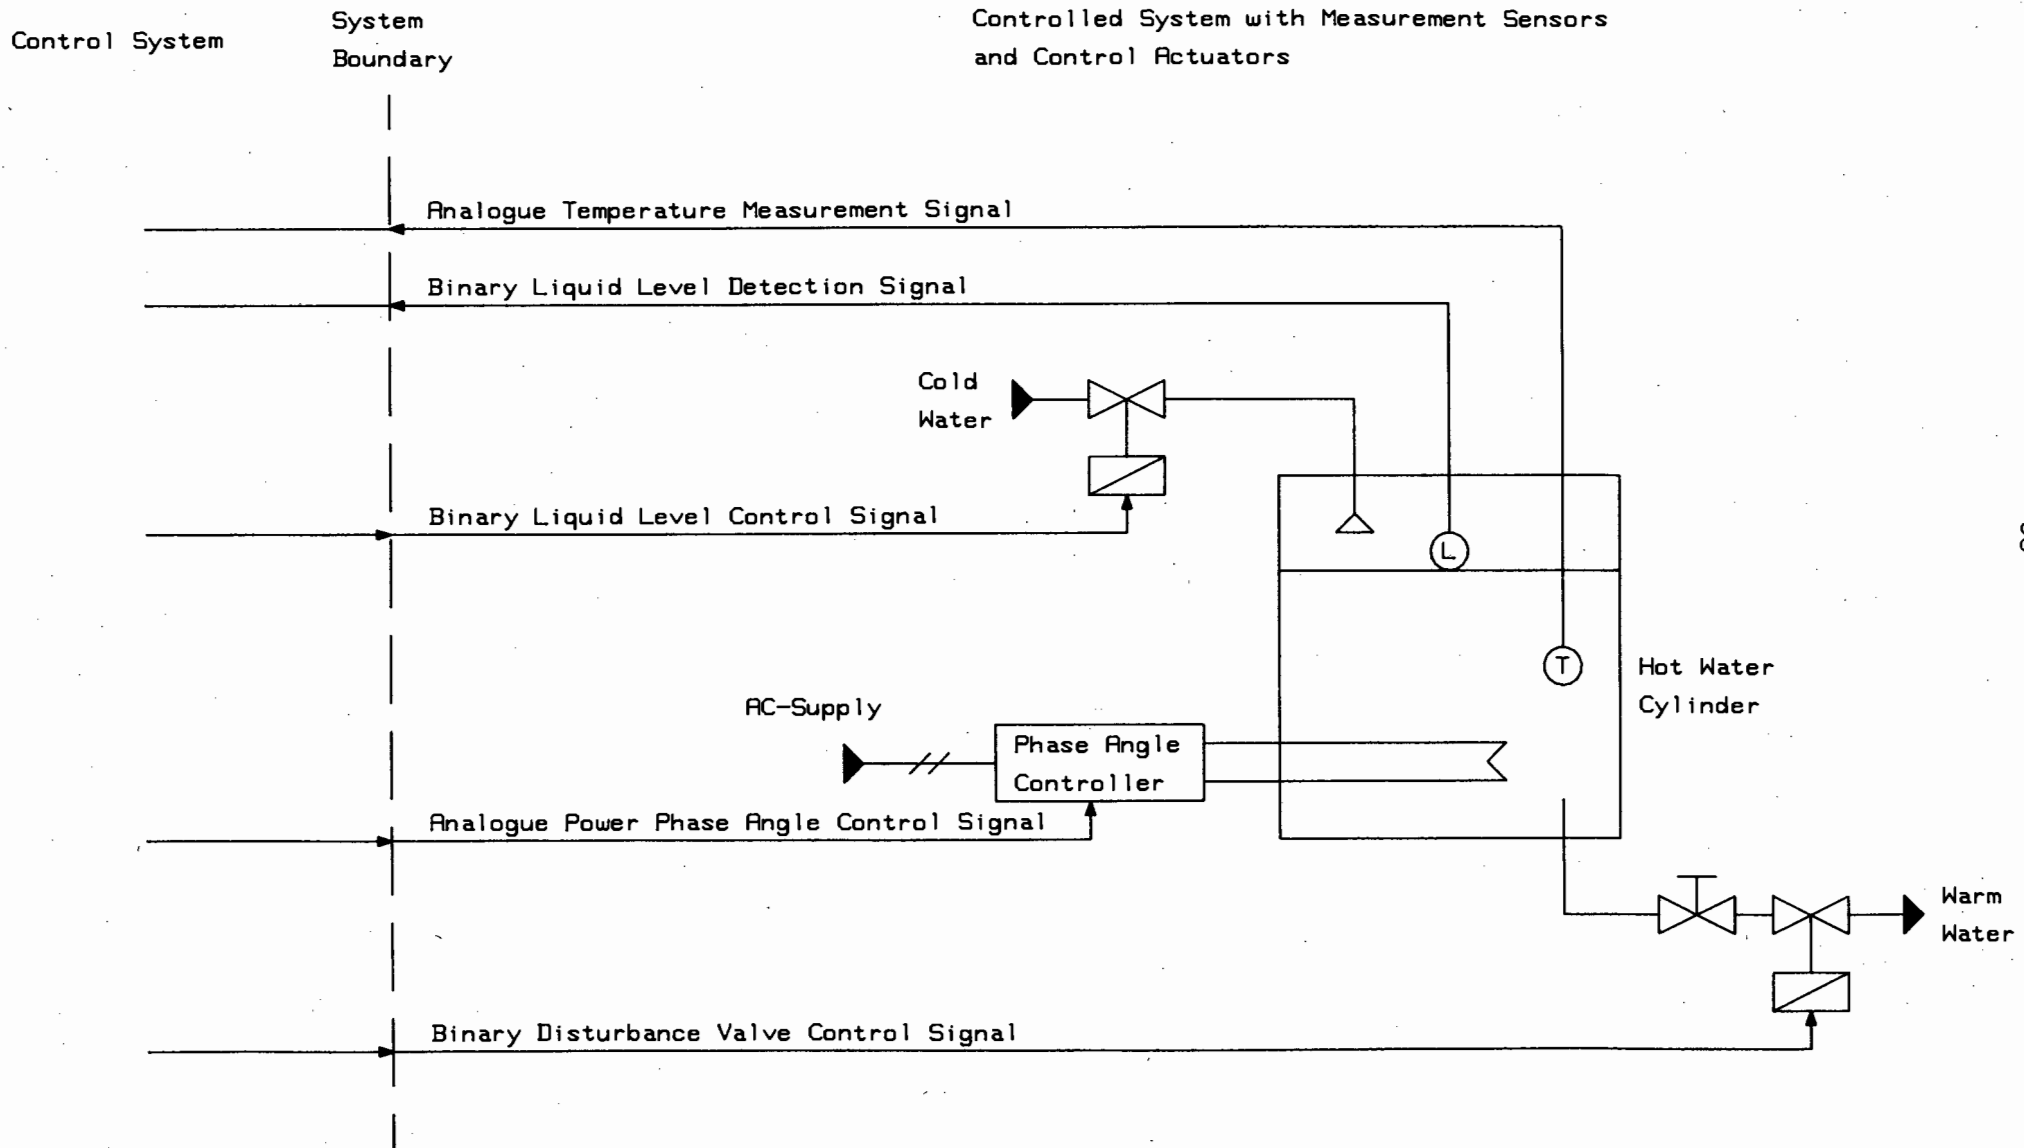 Control System
System
Boundary
Controlled System with Measurement Sensors
and Control Actuators
Analogue Temperature Measurement Signal
Binary Liquid Level Detection Signal
Cold
Water
Binary Liquid Level Control Signal
L
T
Hot Water
Cylinder
AC-Supply
Phase Angle
Controller
Analogue Power Phase Angle Control Signal
Warm
Water
Binary Disturbance Valve Control Signal